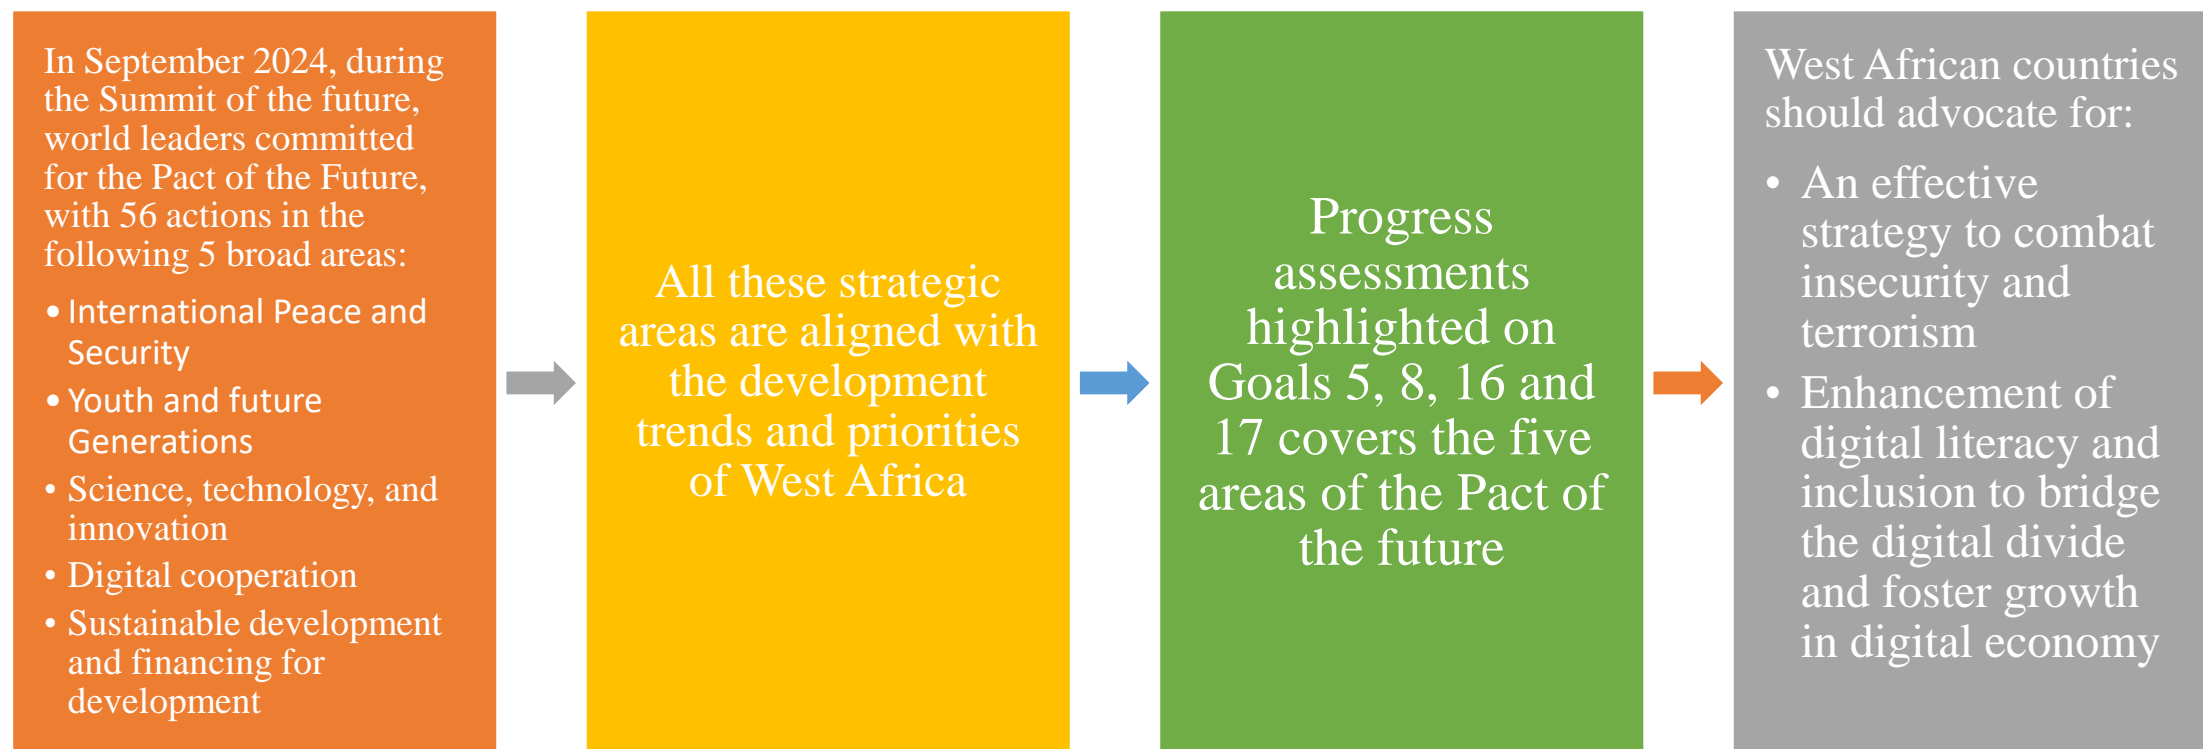 In September 2024, during
the Summit of the future,
world leaders committed
for the Pact of the Future,
with 56 actions in the
following 5 broad areas:
• International Peace and
Security
• Youth and future
Generations
• Science, technology, and
innovation
• Digital cooperation
• Sustainable development
and financing for
development
All these strategic
areas are aligned with
the development
trends and priorities
of West Africa
Progress
assessments
highlighted on
Goals 5, 8, 16 and
17 covers the five
areas of the Pact of
the future
West African countries
should advocate for:
• An effective
strategy to combat
insecurity and
terrorism
• Enhancement of
digital literacy and
inclusion to bridge
the digital divide
and foster growth
in digital economy